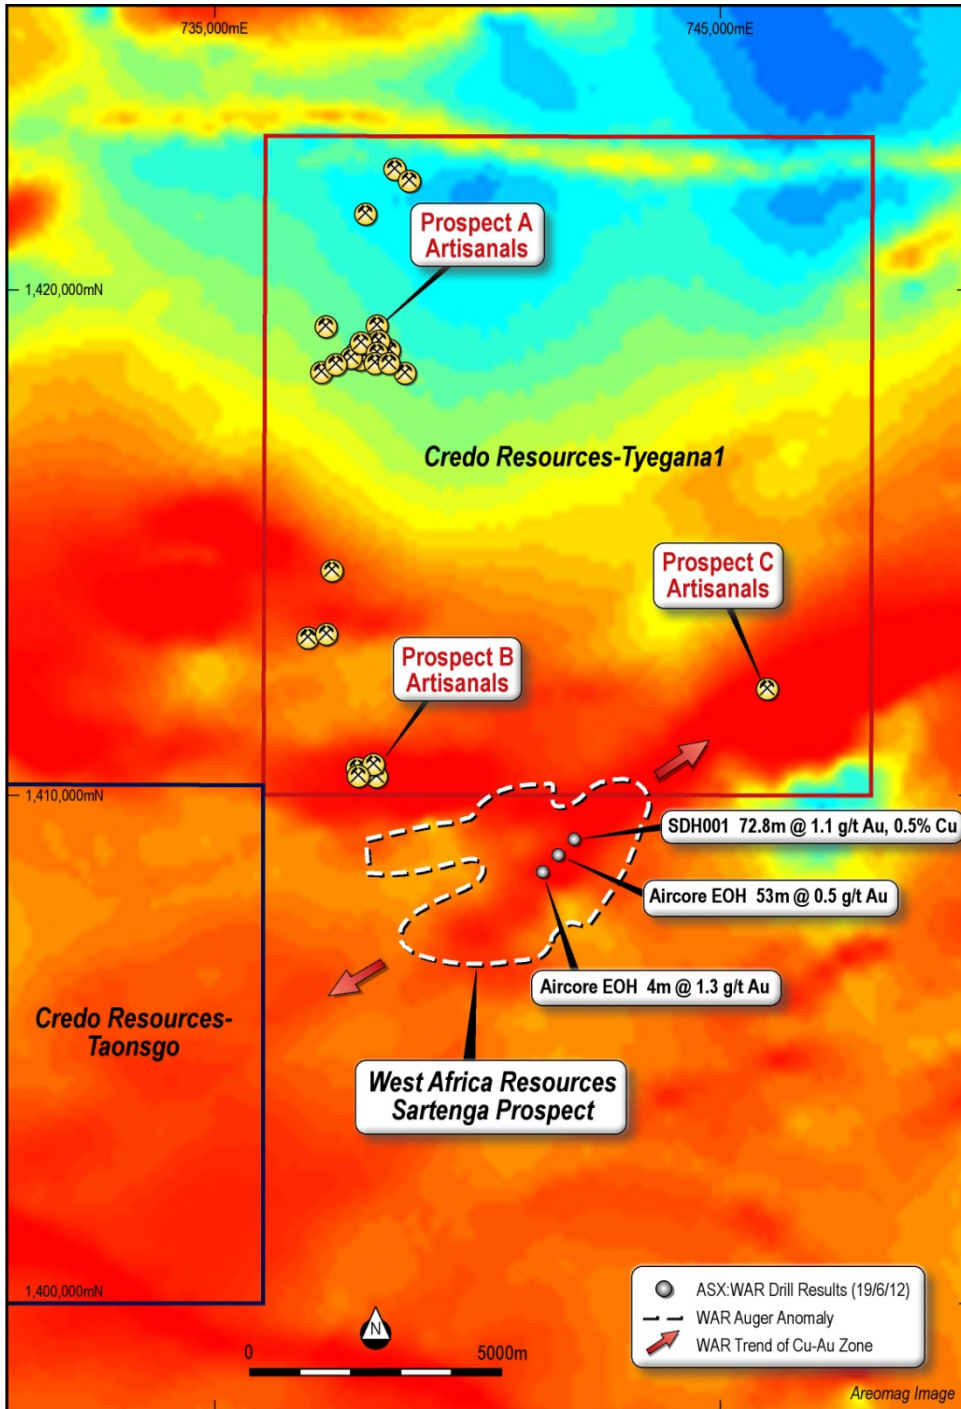 735,000mE
745,000mE
Prospect A
Artisanals
1,420,000mN
Credo Resources-Tyegana1
Prospect C
Artisanals
Prospect B
Artisanals
1,410,000mN
SDH001 72.8m @ 1.1 g/t Au, 0.5% Cu
Aircore EOH 53m @ 0.5 g/t Au
Aircore EOH 4m @ 1.3 g/t Au
Credo Resources-
Taonsgo
West Africa Resources
Sartenga Prospect
1,400,000mN
N
0
5000m
ASX:WAR Drill Results (19/6/12)
WAR Auger Anomaly
WAR Trend of Cu-Au Zone
Areomag Image